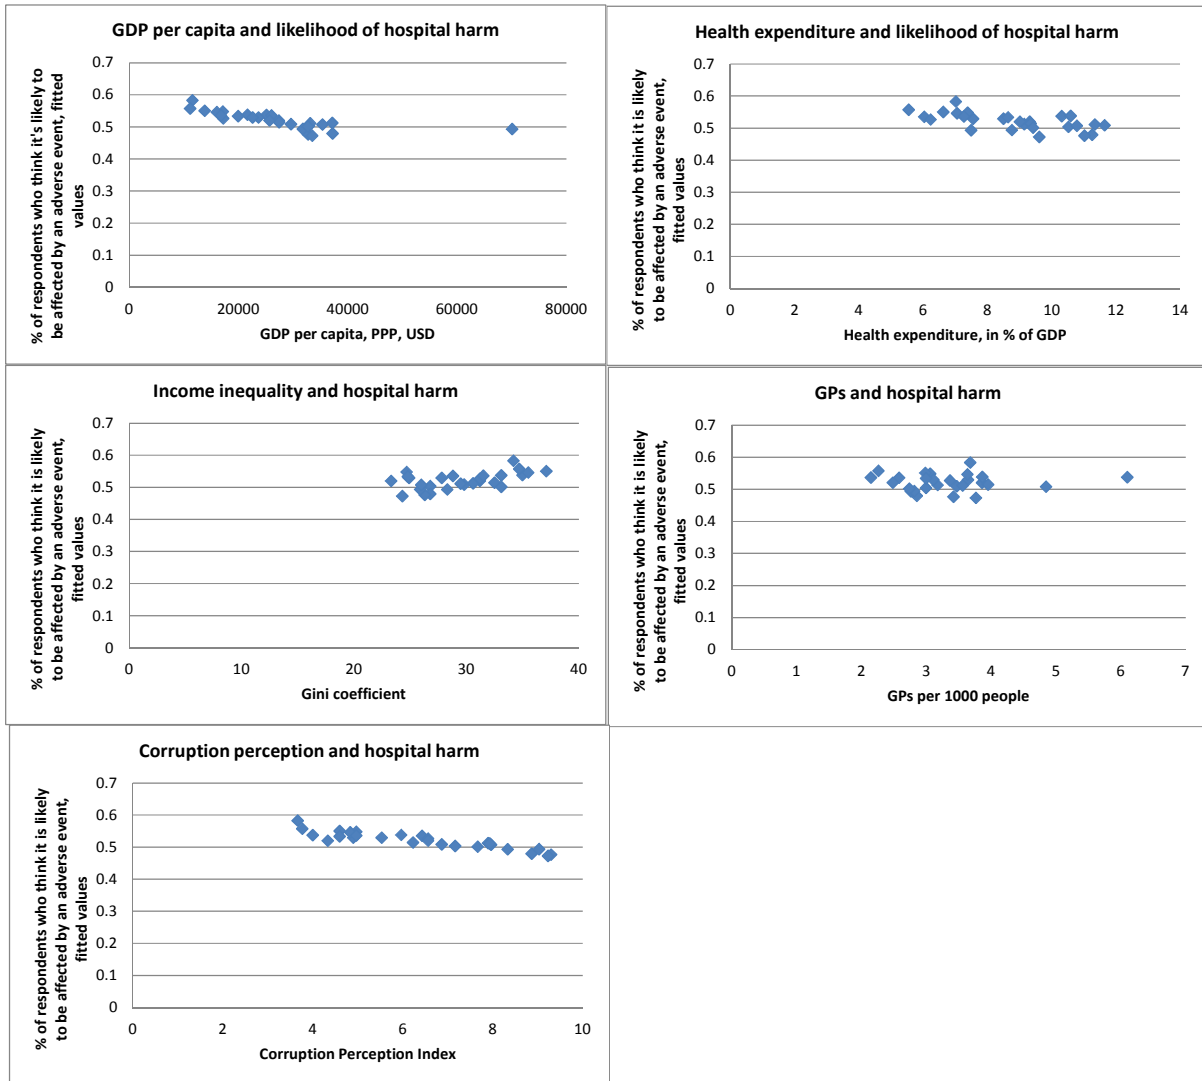 GDP per capita and likelihood of hospital harm
% of respondents who think it's likely to
be affected by an adverse event, fitted
values
0.7
0.6
0.5
0.4
0.3
0.2
0.1
0
0 20000 40000 60000 80000
GDP per capita, PPP, USD
Health expenditure and likelihood of hospital harm
% of respondents who think it is likely
to be affected by an adverse event,
fitted values
0.7
0.6
0.5
0.4
0.3
0.2
0.1
0
0 2 4 6 8 10 12 14
Health expenditure, in % of GDP
Income inequality and hospital harm
% of respondents who think it is likely
to be affected by an adverse event,
fitted values
0.7
0.6
0.5
0.4
0.3
0.2
0.1
0
0 10 20 30 40
Gini coefficient
GPs and hospital harm
% of respondents who think it is likely
to be affected by an adverse event,
fitted values
0.7
0.6
0.5
0.4
0.3
0.2
0.1
0
0 1 2 3 4 5 6 7
GPs per 1000 people
Corruption perception and hospital harm
% of respondents who think it is likely
to be affected by an adverse event,
fitted values
0.7
0.6
0.5
0.4
0.3
0.2
0.1
0
0 2 4 6 8 10
Corruption Perception Index